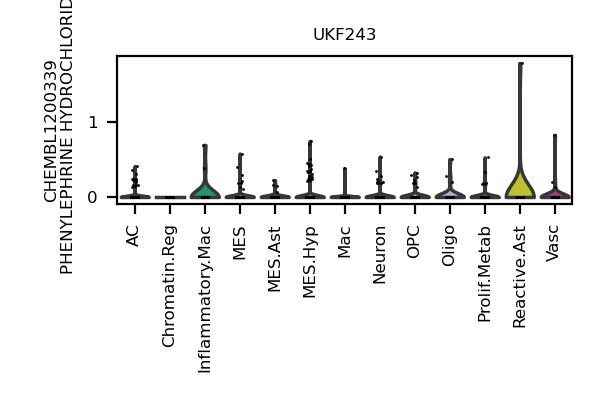 UKF243
CHEMBL1200339
PHENYLEPHRINE HYDROCHLORID
1
0
AC
Chromatin.Reg
Inflammatory.Mac
MES
MES.Ast
MES.Hyp
Mac
Neuron
OPC
Oligo
Prolif.Metab
Reactive.Ast
Vasc